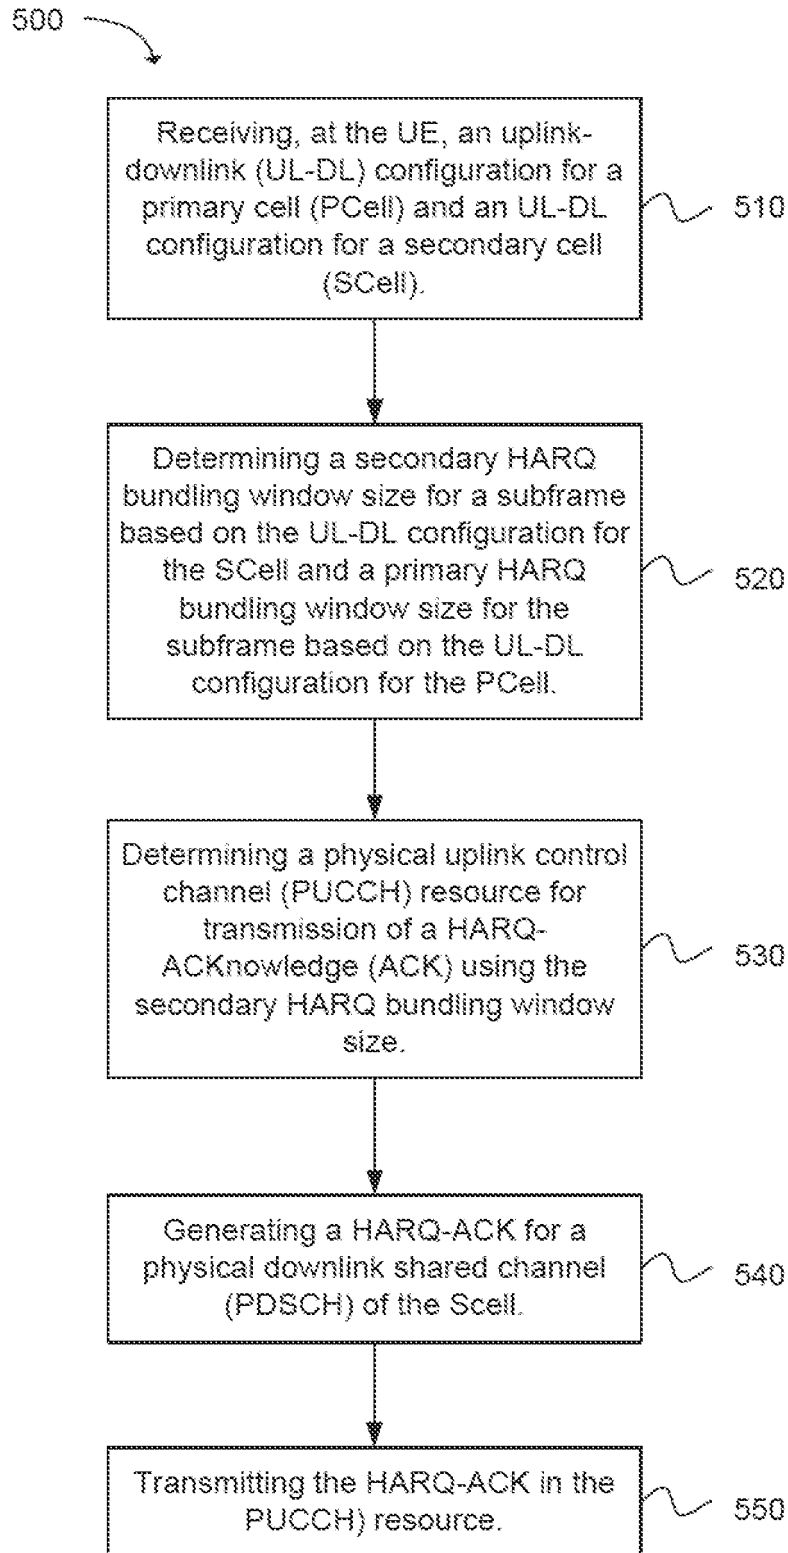 500
Receiving, at the UE, an uplink-
downlink (UL-DL) configuration for a
primary cell (PCell) and an UL-DL
configuration for a secondary cell
(SCell).
510
Determining a secondary HARQ
bundling window size for a subframe
based on the UL-DL configuration for
the SCell and a primary HARQ
bundling window size for the
subframe based on the UL-DL
configuration for the PCell.
520
Determining a physical uplink control
channel (PUCCH) resource for
transmission of a HARQ-
ACKnowledge (ACK) using the
secondary HARQ bundling window
size.
530
Generating a HARQ-ACK for a
physical downlink shared channel
(PDSCH) of the Scell.
540
Transmitting the HARQ-ACK in the
PUCCH) resource.
550